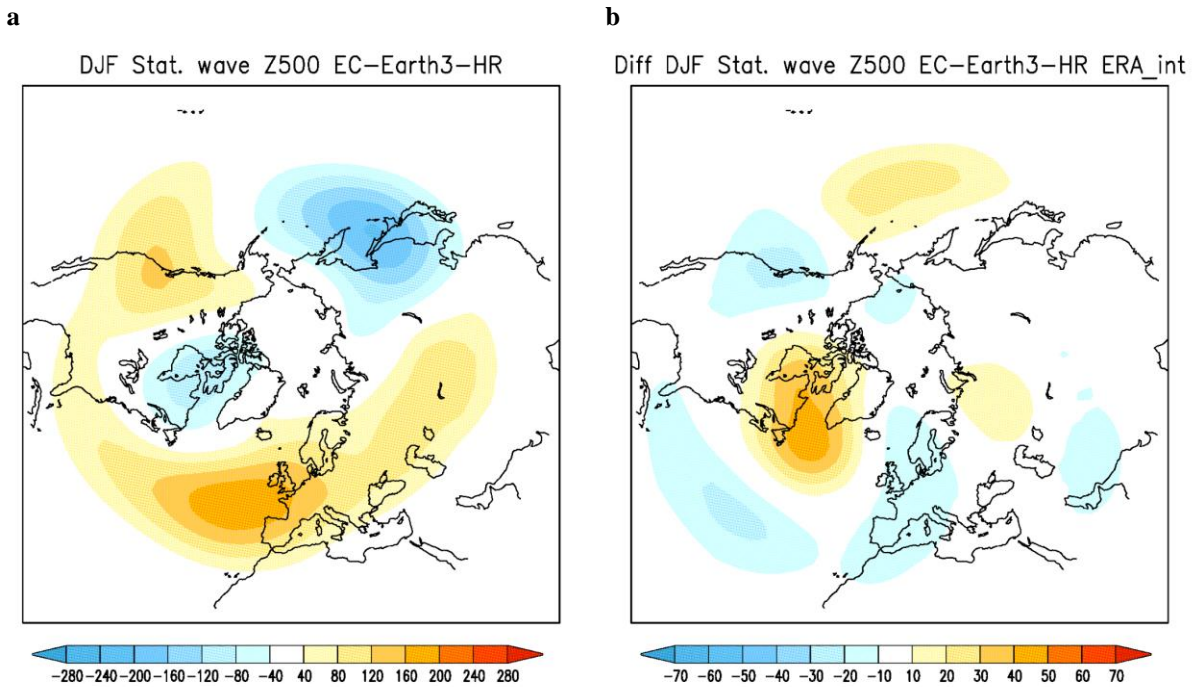 a
b
DJF Stat. wave Z500 EC-Earth3-HR
Diff DJF Stat. wave Z500 EC-Earth3-HR ERA_int
-280 -240 -200 -160 -120 -80 -40 40 80 120 160 200 240 280
-70 -50 -40 -30 -20 -10 10 20 30 40 50 60 70